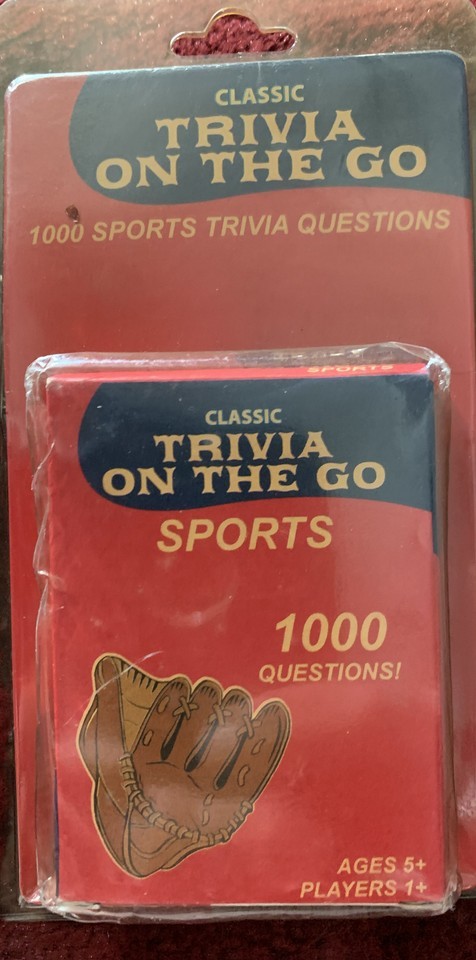 CLASSIC
TRIVIA
ON THE GO
1000 SPORTS TRIVIA QUESTIONS
SPORTS
CLASSIC
TRIVIA
ON THE GO
SPORTS
1000
QUESTIONS!
AGES 5+
PLAYERS 1+